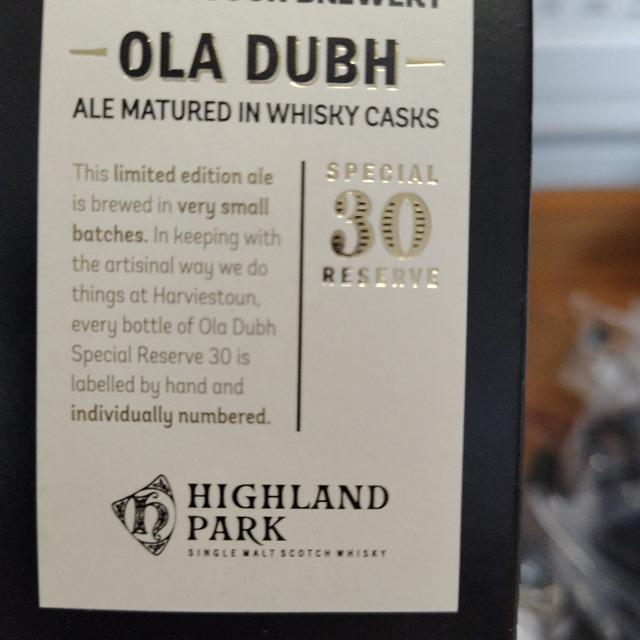 BREWERY
OLA DUBH
ALE MATURED IN WHISKY CASKS
This limited edition ale
is brewed in very small
batches. In keeping with
the artisinal way we do
things at Harviestoun,
every bottle of Ola Dubh
Special Reserve 30 is
labelled by hand and
individually numbered.
SPECIAL
30
RESERVE
HIGHLAND
PARK
SINGLE MALT SCOTCH WHISKY